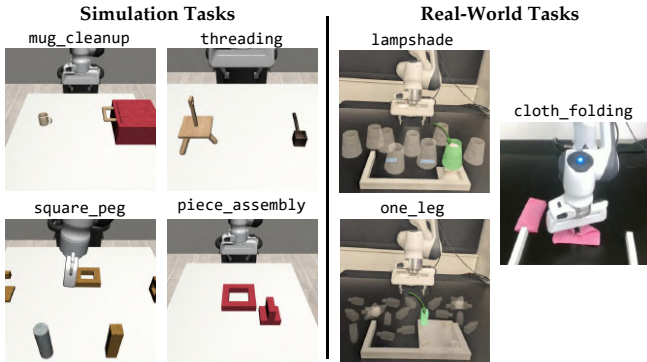 Simulation Tasks
mug_cleanup
threading
square_peg
piece_assembly
Real-World Tasks
lampshade
cloth_folding
one_leg